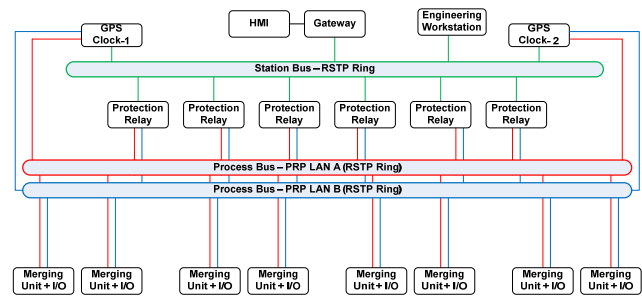 GPS
Clock-1
HMI
Gateway
Engineering
Workstation
GPS
Clock- 2
Station Bus – RSTP Ring
Protection
Relay
Protection
Relay
Protection
Relay
Protection
Relay
Protection
Relay
Protection
Relay
Process Bus – PRP LAN A (RSTP Ring)
Process Bus – PRP LAN B (RSTP Ring)
Merging
Unit + I/O
Merging
Unit + I/O
Merging
Unit + I/O
Merging
Unit + I/O
Merging
Unit + I/O
Merging
Unit + I/O
Merging
Unit + I/O
Merging
Unit + I/O